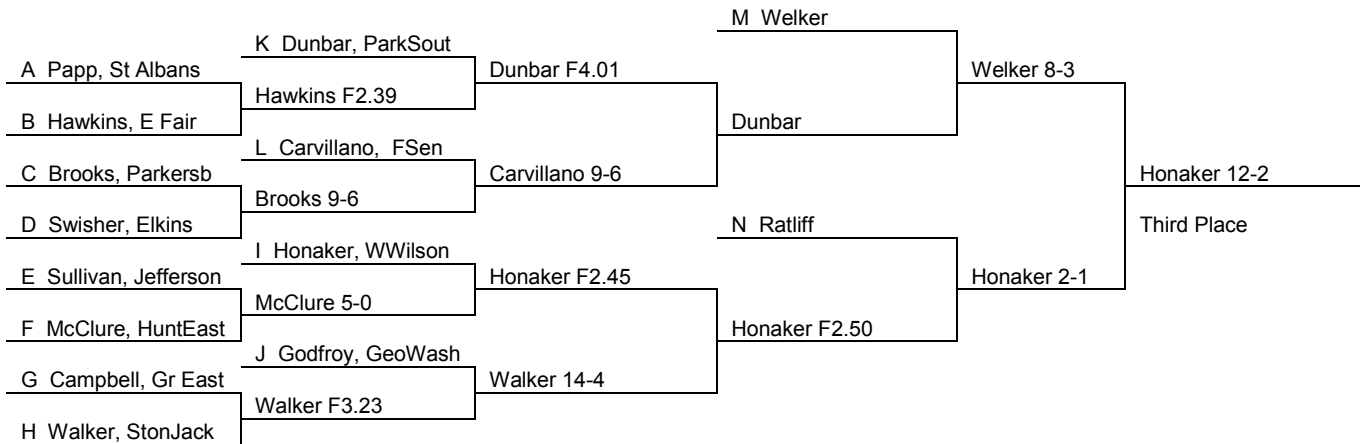 M Welker
K Dunbar, ParkSout
A Papp, St Albans
Dunbar F4.01
Welker 8-3
Hawkins F2.39
B Hawkins, E Fair
Dunbar
L Carvillano, FSen
C Brooks, Parkersb
Carvillano 9-6
Honaker 12-2
Brooks 9-6
D Swisher, Elkins
N Ratliff
Third Place
I Honaker, WWilson
E Sullivan, Jefferson
Honaker F2.45
Honaker 2-1
McClure 5-0
F McClure, HuntEast
Honaker F2.50
J Godfroy, GeoWash
G Campbell, Gr East
Walker 14-4
Walker F3.23
H Walker, StonJack